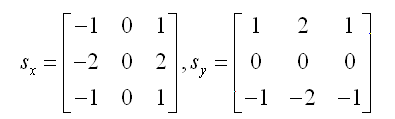 s_x = [ -1 0 1 ; -2 0 2 ; -1 0 1 ], s_y = [ 1 2 1 ; 0 0 0 ; -1 -2 -1 ]